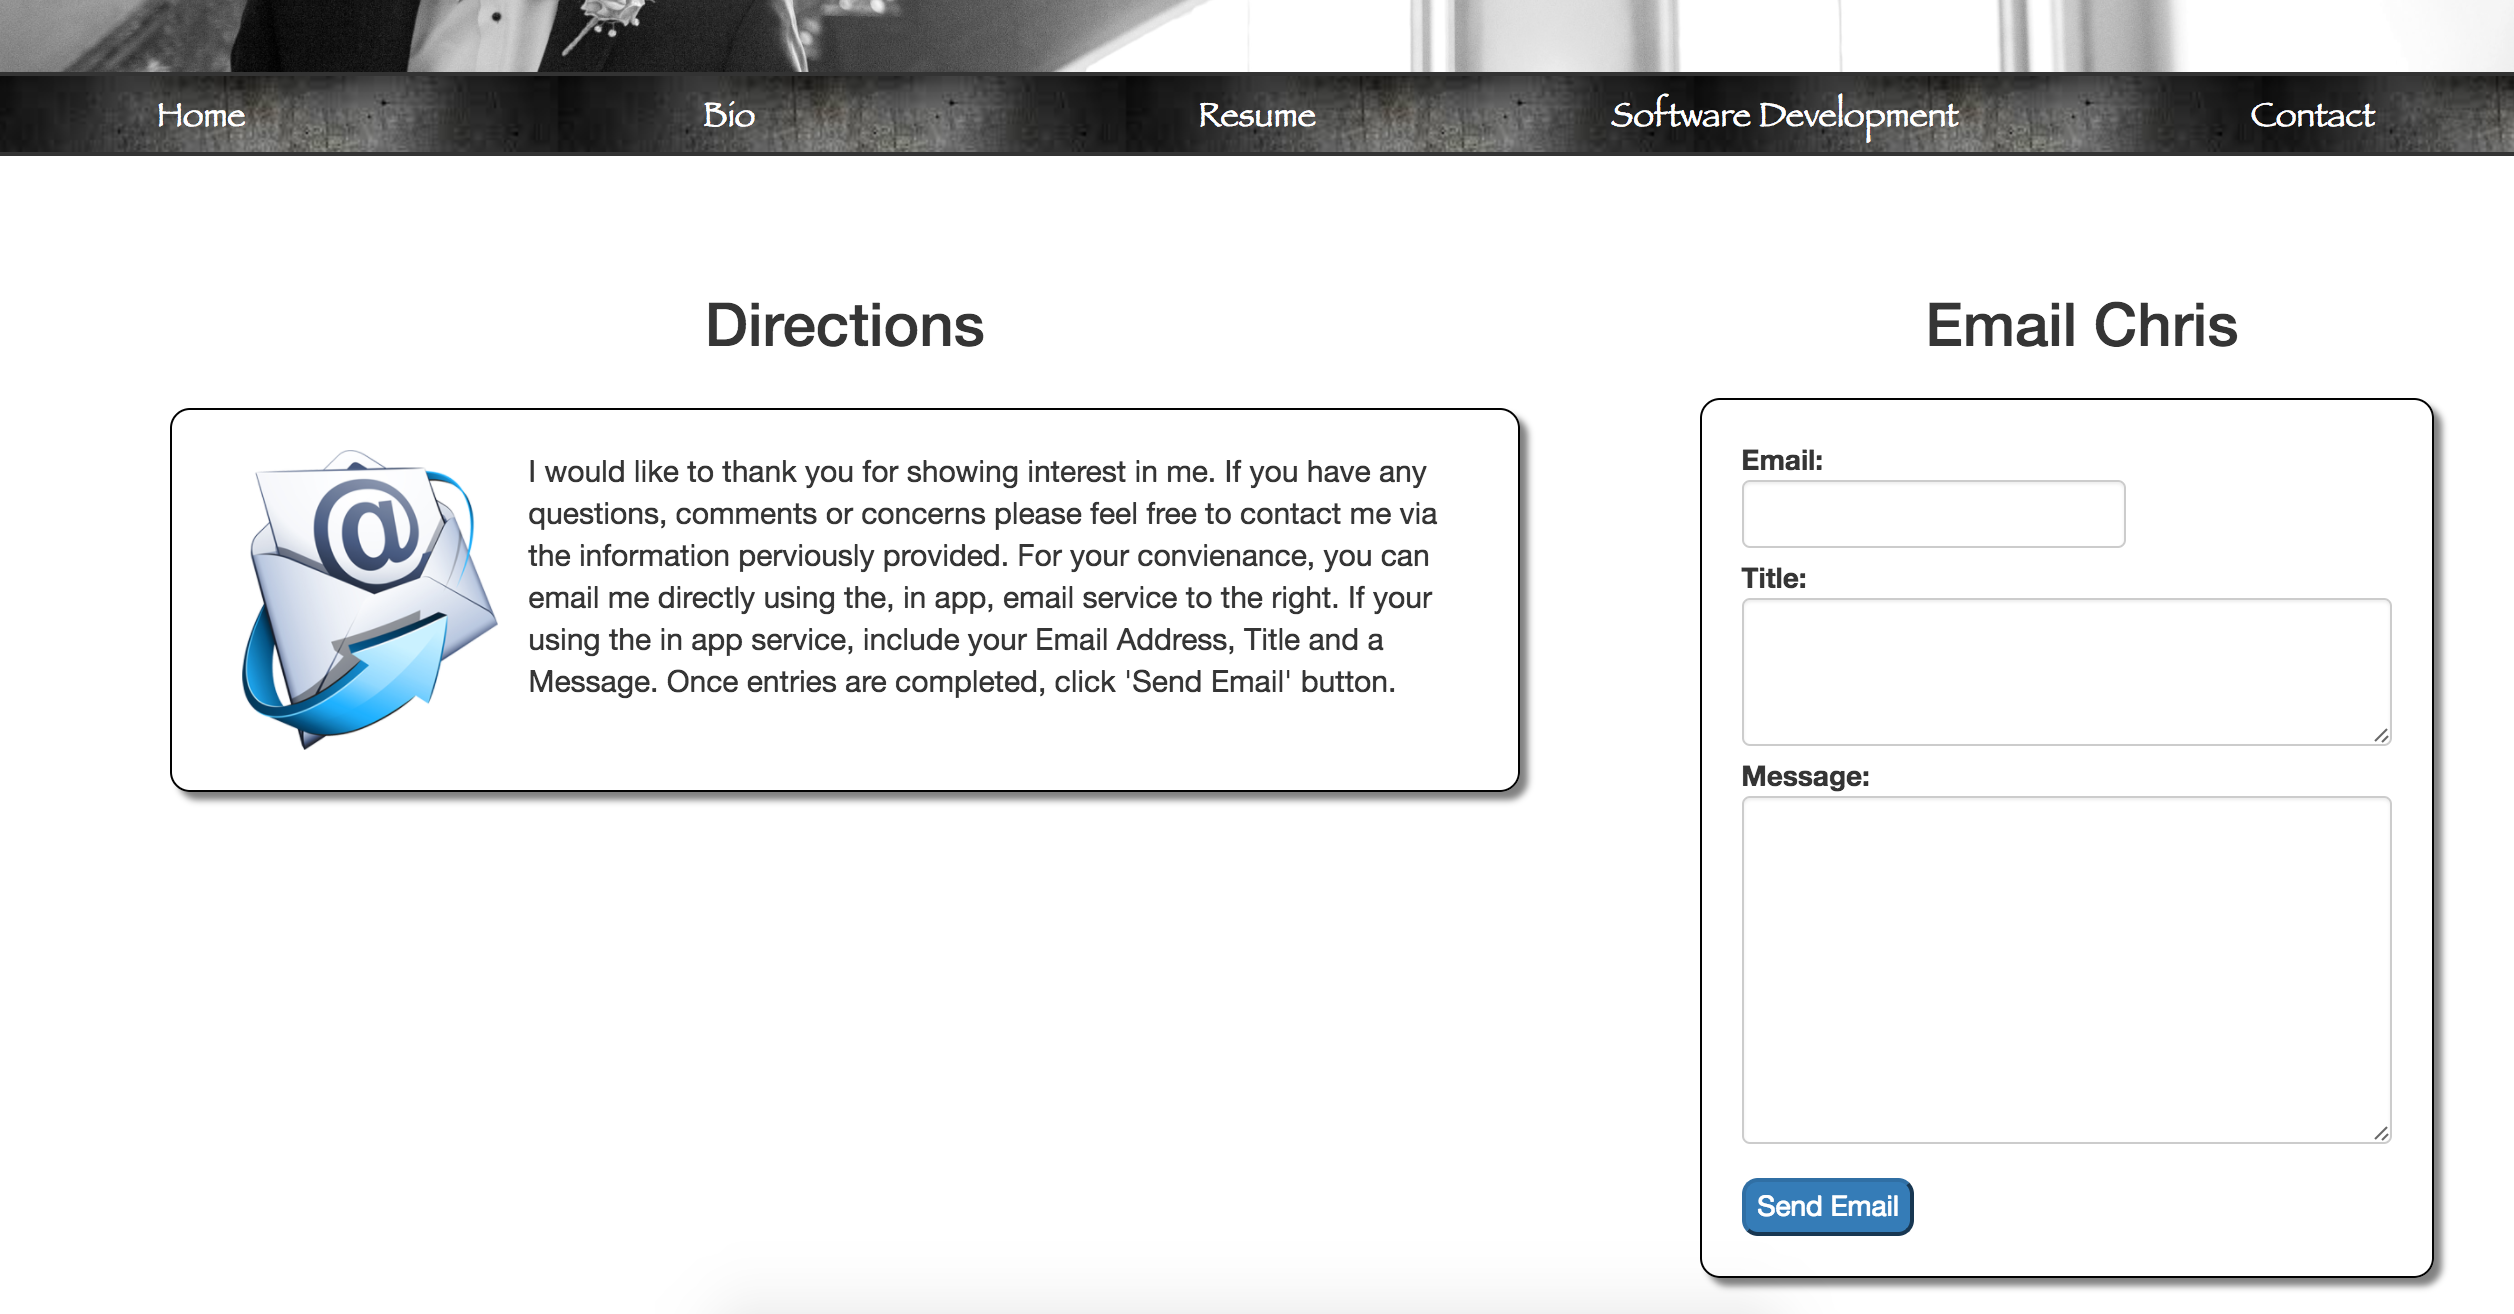 Home Bio Resume Software Development Contact
Directions
@
I would like to thank you for showing interest in me. If you have any
questions, comments or concerns please feel free to contact me via
the information perviously provided. For your convienance, you can
email me directly using the, in app, email service to the right. If your
using the in app service, include your Email Address, Title and a
Message. Once entries are completed, click 'Send Email' button.
Email Chris
Email:
Title:
Message:
Send Email